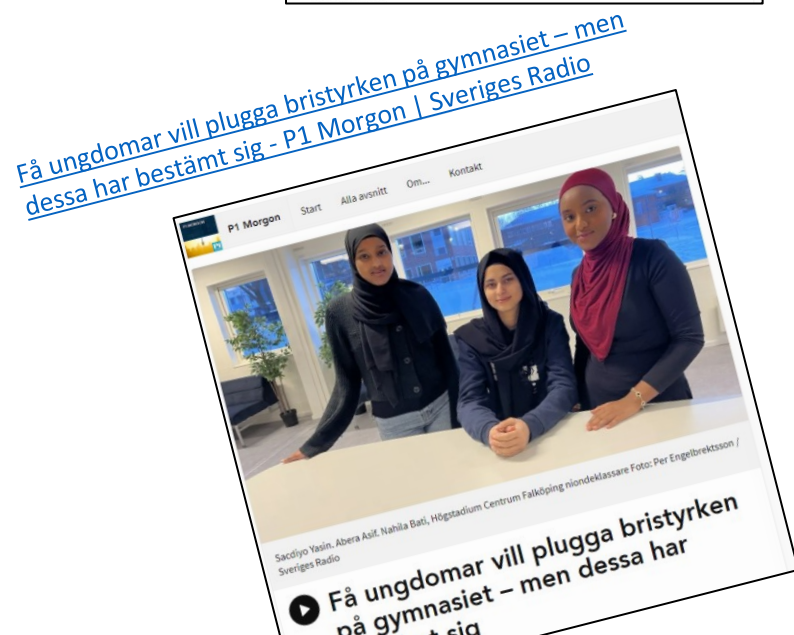 Få ungdomar vill plugga bristyrken på gymnasiet – men
dessa har bestämt sig - P1 Morgon | Sveriges Radio
P1 Morgon Start Alla avsnitt Om... Kontakt
Sacdiyo Yasin. Abera Asif. Nahila Bati, Högstadium Centrum Falköping niondeklassare Foto: Per Engelbrektsson /
Sveriges Radio
Få ungdomar vill plugga bristyrken
på gymnasiet – men dessa har
sig